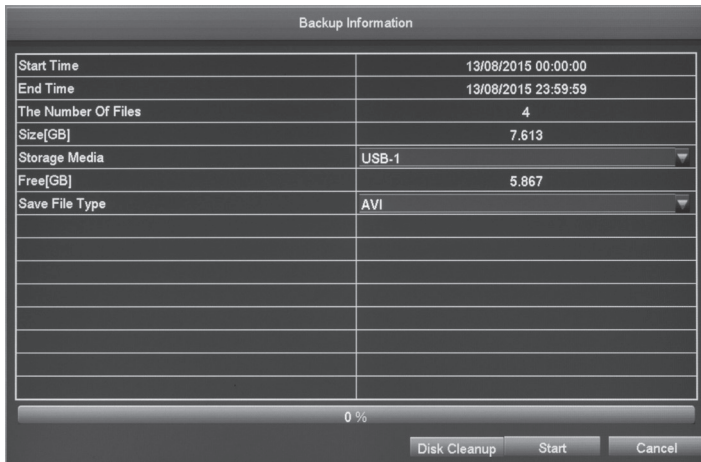 Backup Information
Start Time 13/08/2015 00:00:00
End Time 13/08/2015 23:59:59
The Number Of Files 4
Size[GB] 7.613
Storage Media USB-1
Free[GB] 5.867
Save File Type AVI
0 %
Disk Cleanup Start Cancel